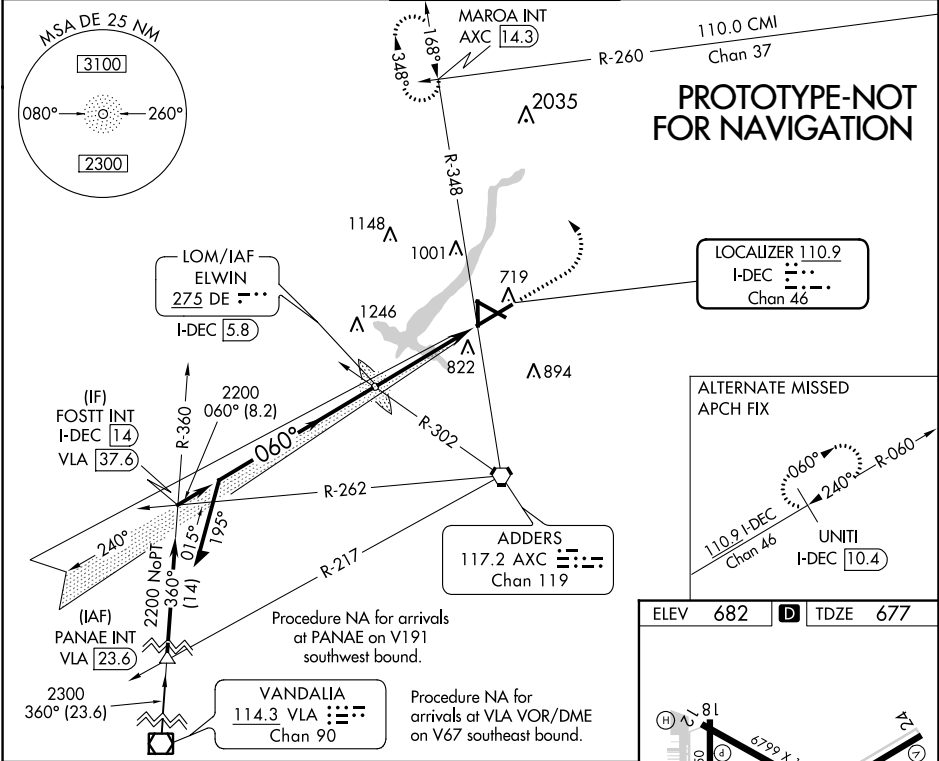 MSA DE 25 NM
3100
080°
260°
2300
MAROA INT
AXC 14.3
168°
348°
110.0 CMI
R-260
Chan 37
2035
PROTOTYPE-NOT
FOR NAVIGATION
R-348
1148
1001
719
LOCALIZER 110.9
I-DEC
Chan 46
LOM/IAF
ELWIN
275 DE
I-DEC 5.8
1246
822
894
(IF)
FOSTT INT
I-DEC 14
VLA 37.6
R-360
2200
060° (8.2)
060°
R-302
R-262
240°
015°
195°
R-217
ADDERS
117.2 AXC
Chan 119
ALTERNATE MISSED
APCH FIX
060°
R-060
240°
110.9 I-DEC
Chan 46
UNITI
I-DEC 10.4
2200 NoPT
360°
(14)
(IAF)
PANAE INT
VLA 23.6
Procedure NA for arrivals
at PANAE on V191
southwest bound.
2300
360° (23.6)
VANDALIA
114.3 VLA
Chan 90
Procedure NA for
arrivals at VLA VOR/DME
on V67 southeast bound.
ELEV 682 D TDZE 677
H
12
18
P
6799 X
24
V